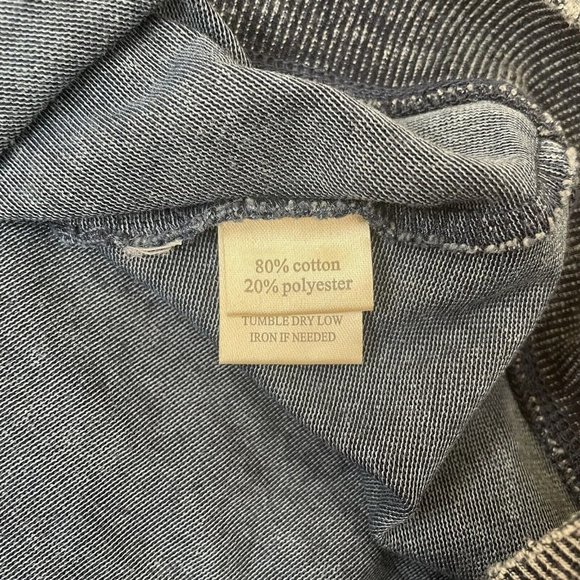 80% cotton
20% polyester
TUMBLE DRY LOW
IRON IF NEEDED